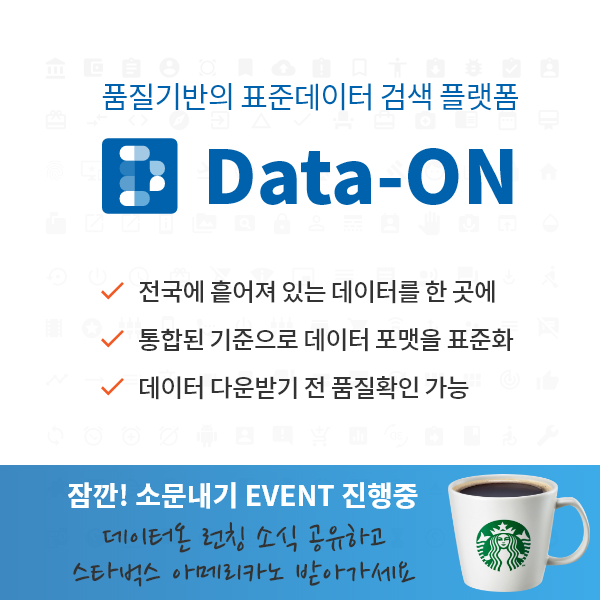 품질기반의 표준데이터 검색 플랫폼
Data-ON
전국에 흩어져 있는 데이터를 한 곳에
통합된 기준으로 데이터 포맷을 표준화
데이터 다운받기 전 품질확인 가능
잠깐! 소문내기 EVENT 진행중
데이터온 런칭 소식 공유하고
스타벅스 아메리카노 받아가세요